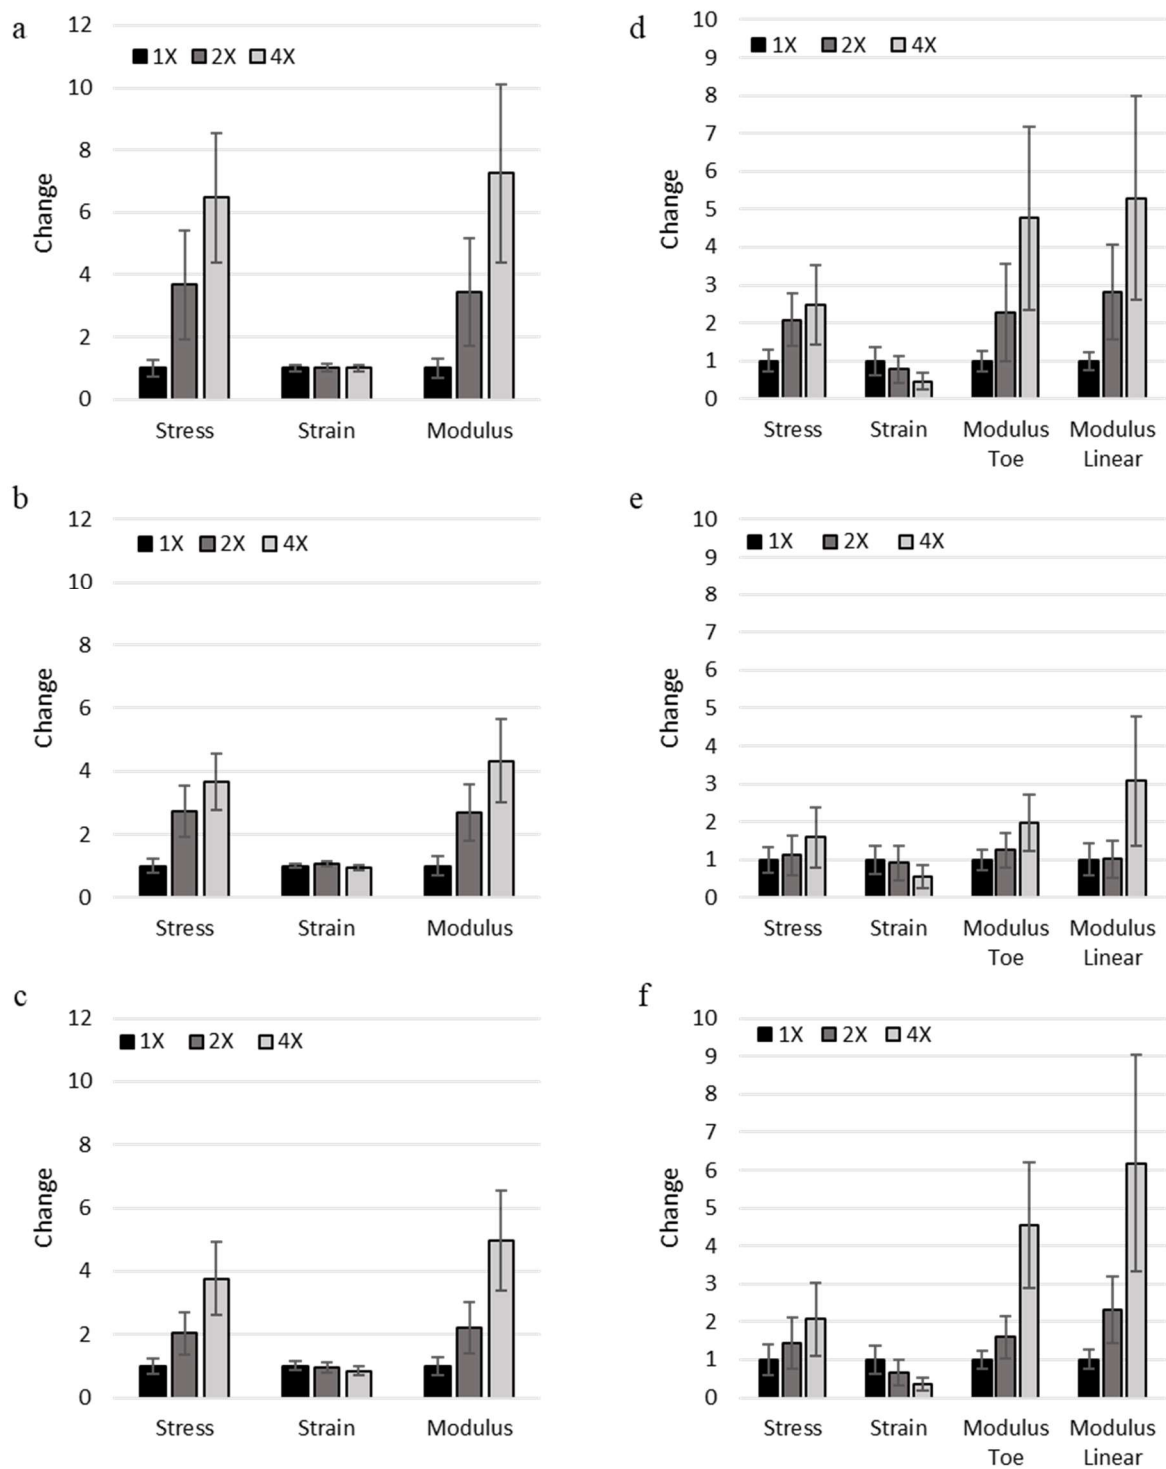 a
12
10
8
6
4
2
0
Change
1X 2X 4X
Stress Strain Modulus
b
12
10
8
6
4
2
0
Change
1X 2X 4X
Stress Strain Modulus
c
12
10
8
6
4
2
0
Change
1X 2X 4X
Stress Strain Modulus
d
10
9
8
7
6
5
4
3
2
1
0
Change
1X 2X 4X
Stress Strain Modulus Modulus
Toe Linear
e
10
9
8
7
6
5
4
3
2
1
0
Change
1X 2X 4X
Stress Strain Modulus Modulus
Toe Linear
f
10
9
8
7
6
5
4
3
2
1
0
Change
1X 2X 4X
Stress Strain Modulus Modulus
Toe Linear